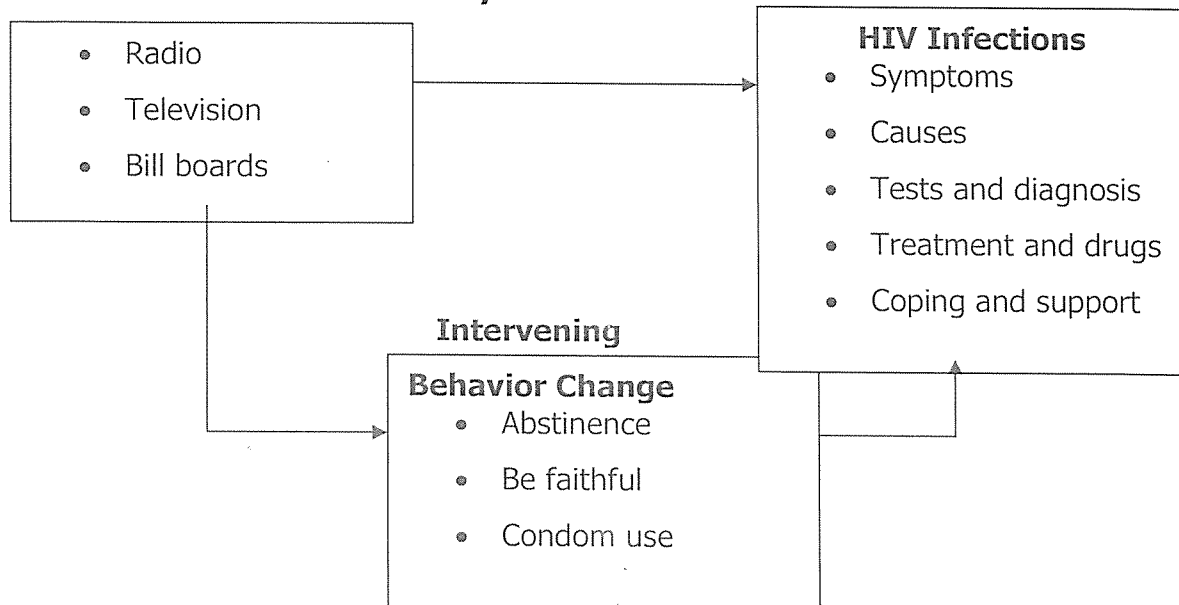 • Radio
• Television
• Bill boards
HIV Infections
• Symptoms
• Causes
• Tests and diagnosis
• Treatment and drugs
• Coping and support
Intervening
Behavior Change
• Abstinence
• Be faithful
• Condom use